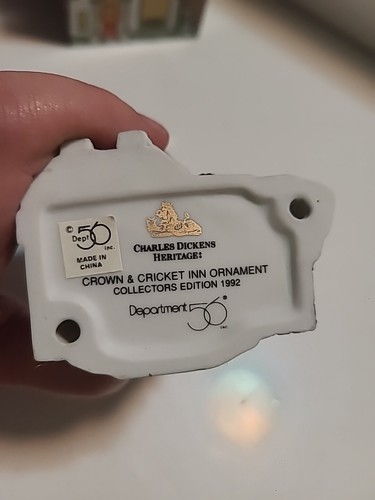 © Dept 56 inc.
MADE IN
CHINA
CHARLES DICKENS
HERITAGE‡
CROWN & CRICKET INN ORNAMENT
COLLECTORS EDITION 1992
Department 56® INC